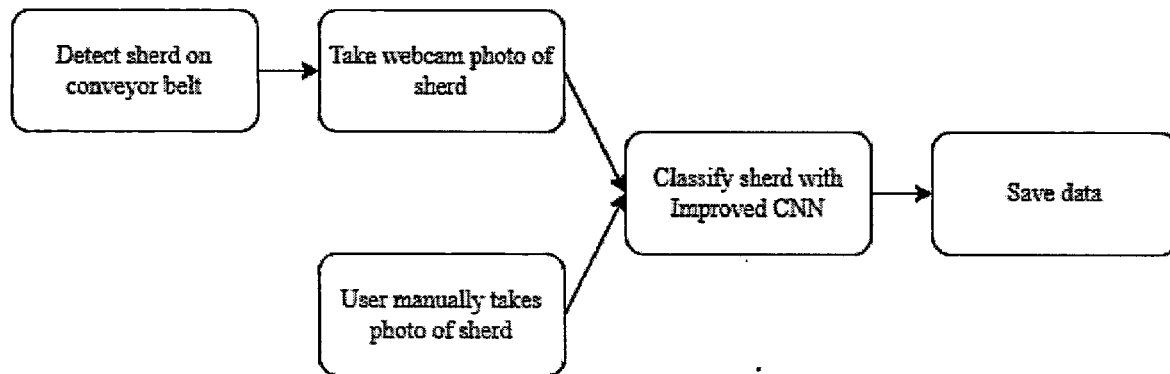 Detect sherd on
conveyor belt
Take webcam photo of
sherd
Classify sherd with
Improved CNN
Save data
User manually takes
photo of sherd